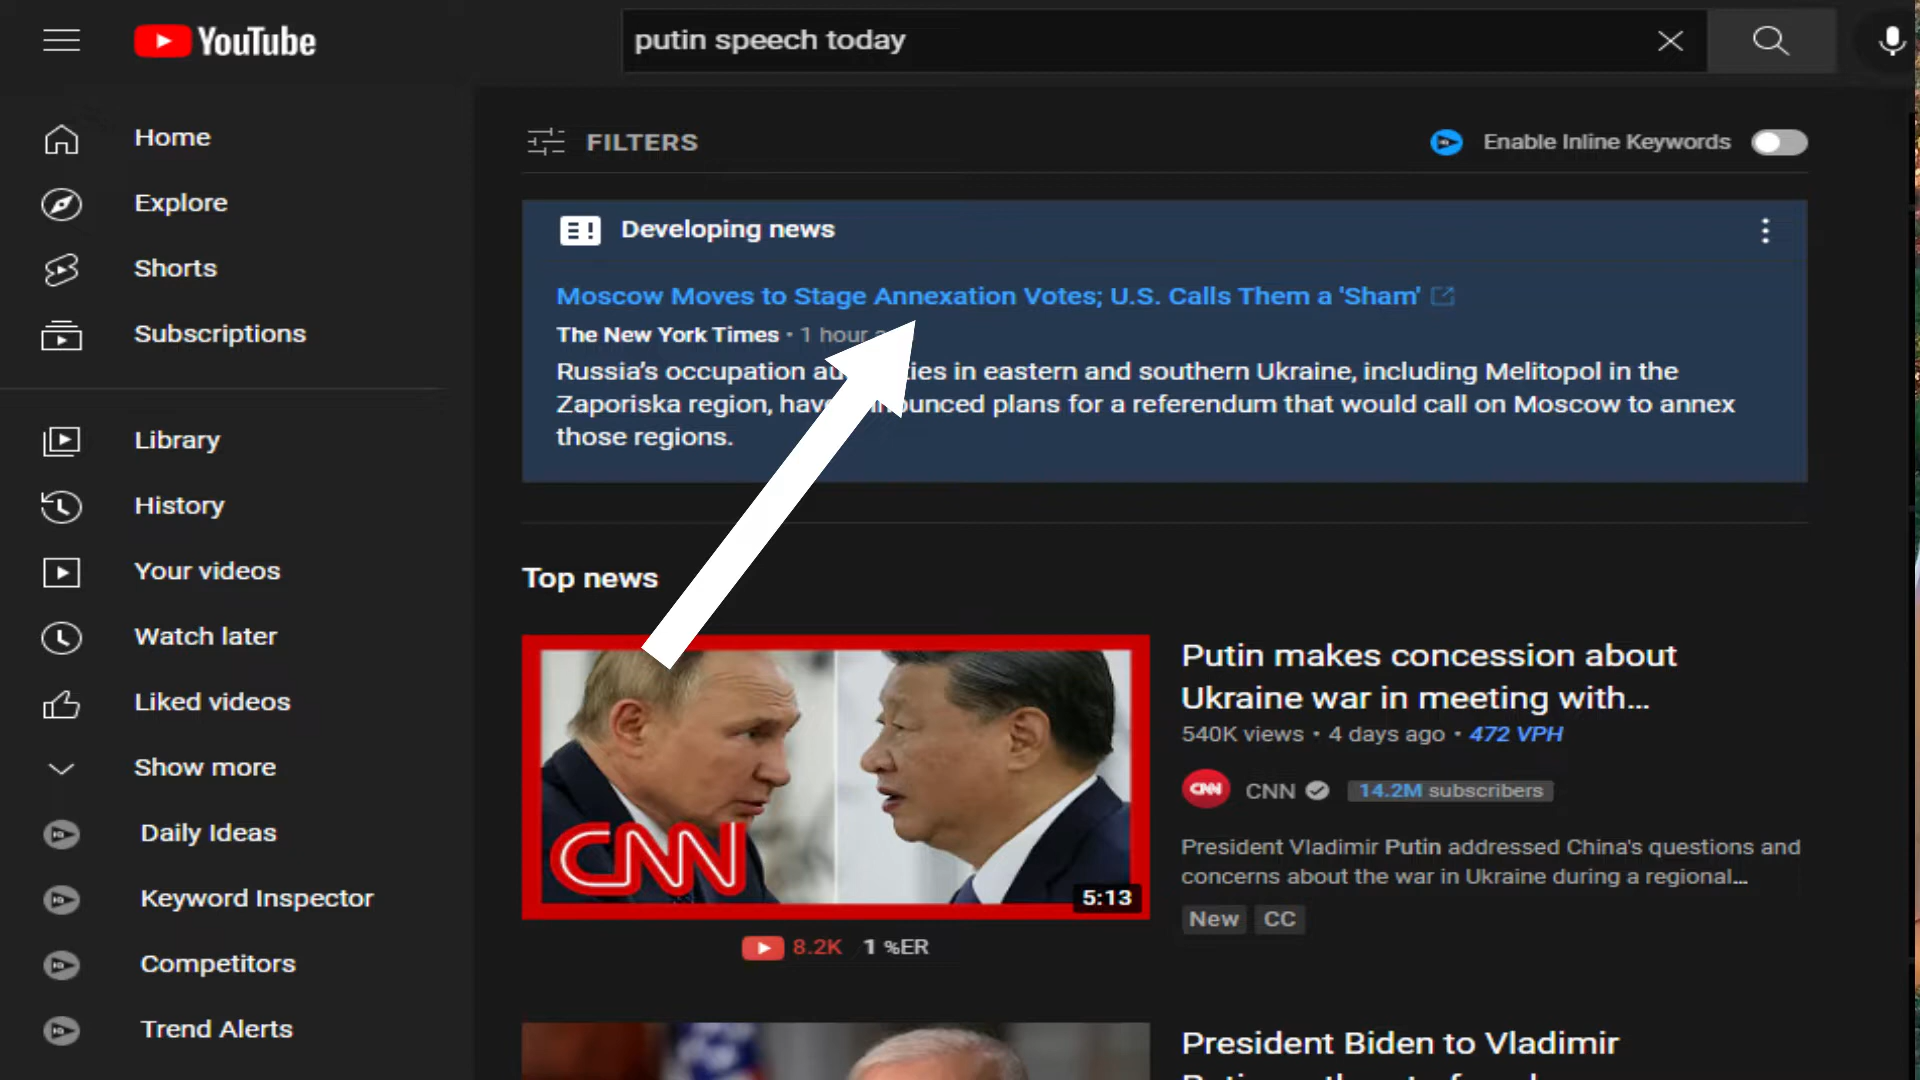 YouTube
putin speech today
Home
Explore
Shorts
Subscriptions
Library
History
Your videos
Watch later
Liked videos
Show more
Daily Ideas
Keyword Inspector
Competitors
Trend Alerts
FILTERS
Enable Inline Keywords
Developing news
Moscow Moves to Stage Annexation Votes; U.S. Calls Them a 'Sham'
The New York Times • 1 hour
Russia's occupation in eastern and southern Ukraine, including Melitopol in the
Zaporiska region, plans for a referendum that would call on Moscow to annex
those regions.
Top news
CNN
5:13
8.2K 1 %ER
Putin makes concession about
Ukraine war in meeting with...
540K views • 4 days ago • 472 VPH
CNN CNN 14.2M subscribers
President Vladimir Putin addressed China's questions and
concerns about the war in Ukraine during a regional...
New CC
President Biden to Vladimir